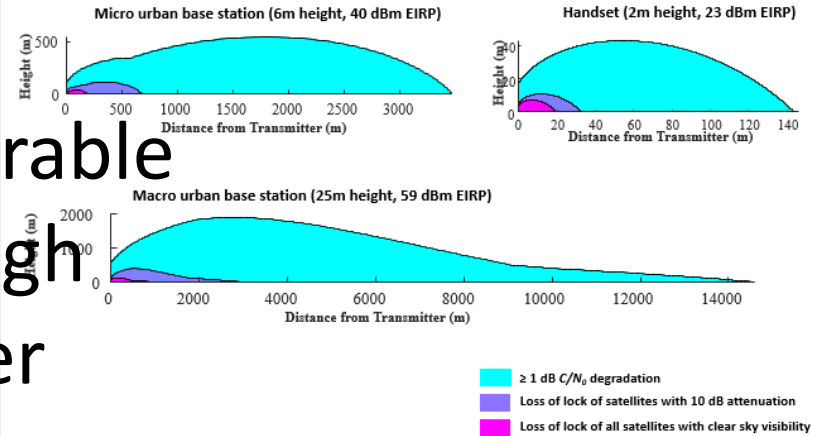 Micro urban base station (6m height, 40 dBm EIRP)
Height (m)
500
0
0 500 1000 1500 2000 2500 3000
Distance from Transmitter (m)
Handset (2m height, 23 dBm EIRP)
Height (m)
40
20
0
0 20 40 60 80 100 120 140
Distance from Transmitter (m)
rable
Macro urban base station (25m height, 59 dBm EIRP)
2000
gh
0
0 2000 4000 6000 8000 10000 12000 14000
Distance from Transmitter (m)
er
≥ 1 dB C/N₀ degradation
Loss of lock of satellites with 10 dB attenuation
Loss of lock of all satellites with clear sky visibility